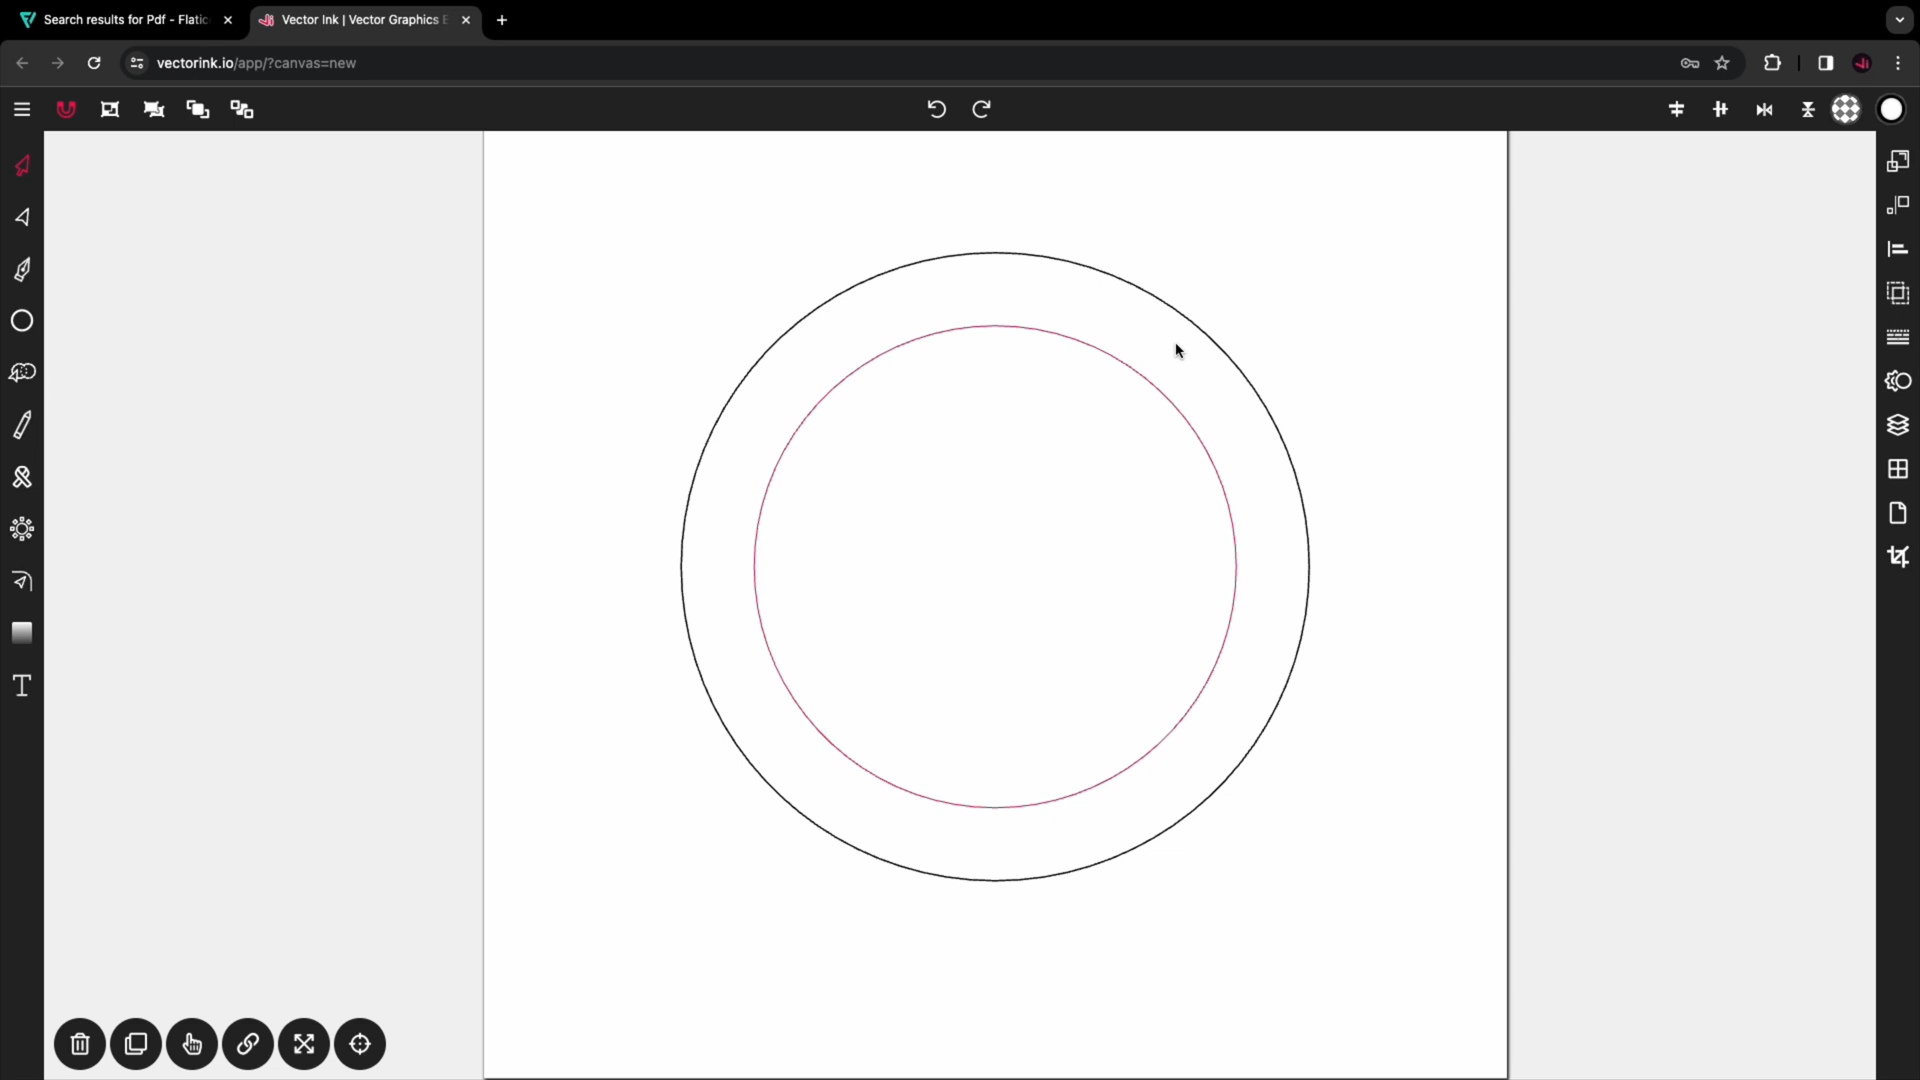 Search results for Pdf - Flatic
Vector Ink | Vector Graphics E
vectorink.io/app/?canvas=new